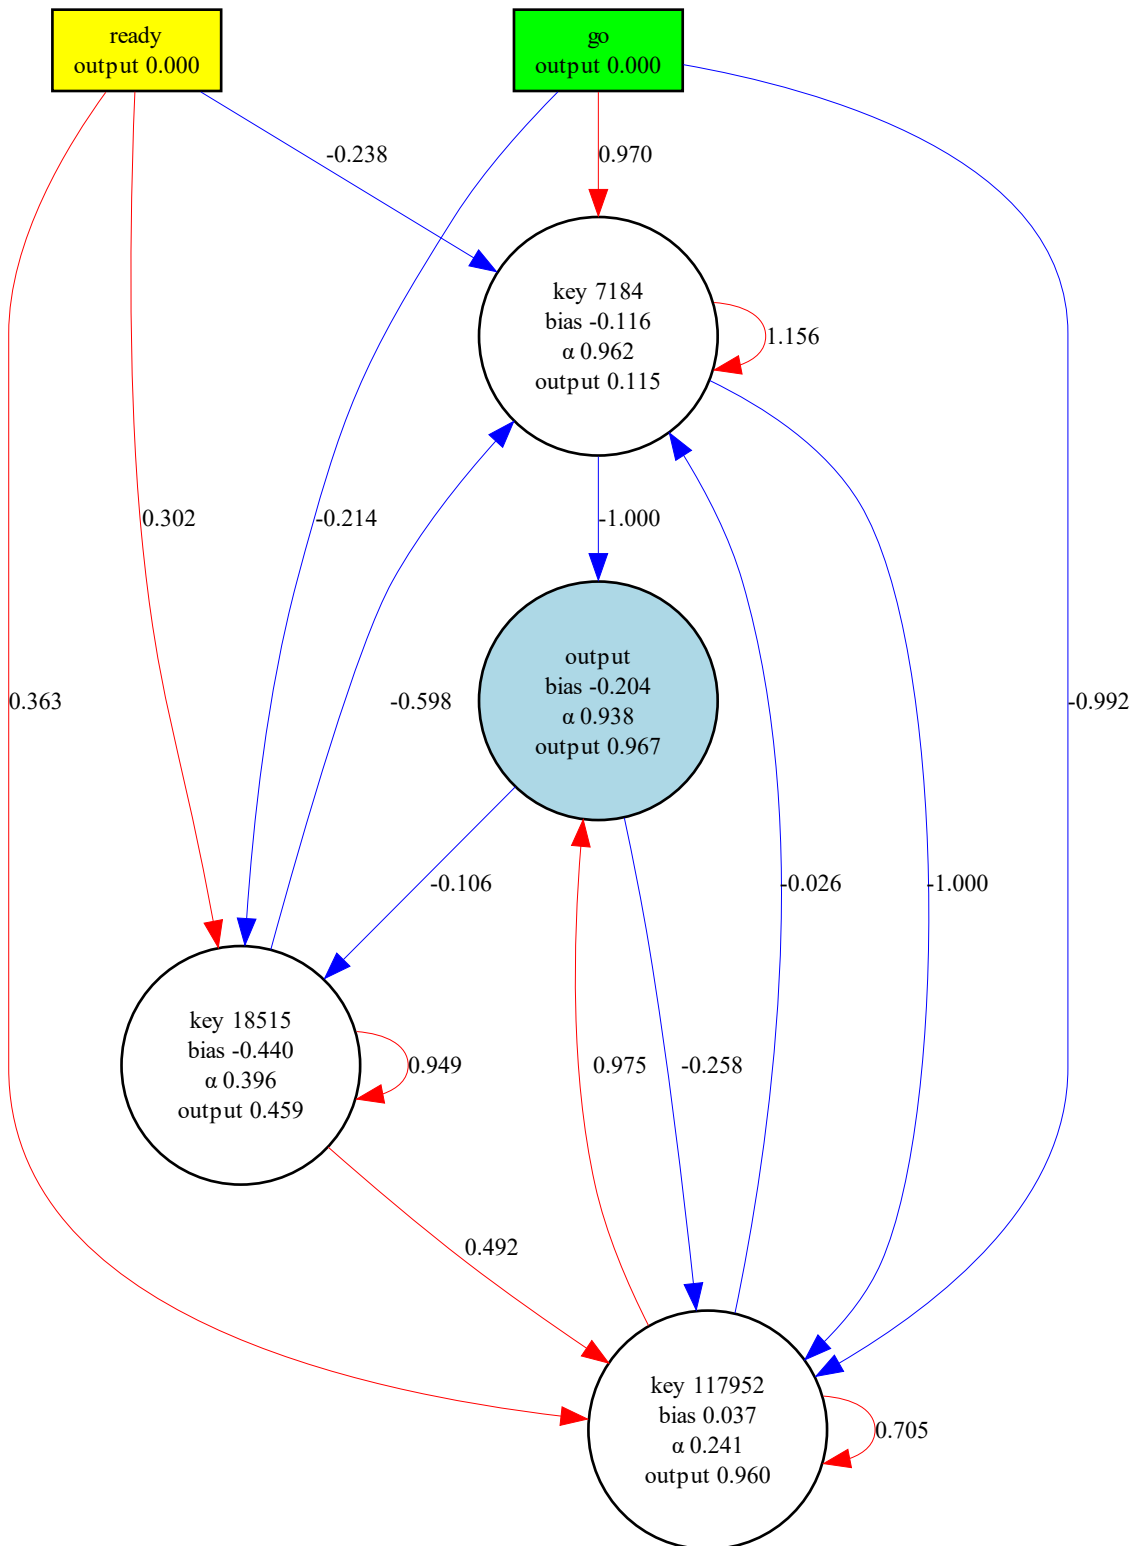 ready
output 0.000
go
output 0.000
-0.238
0.970
key 7184
bias -0.116
α 0.962
output 0.115
1.156
0.302
-0.214
-1.000
output
bias -0.204
α 0.938
output 0.967
0.363
-0.598
-0.992
-0.106
-0.026
-1.000
key 18515
bias -0.440
α 0.396
output 0.459
0.949
0.975
-0.258
0.492
key 117952
bias 0.037
α 0.241
output 0.960
0.705